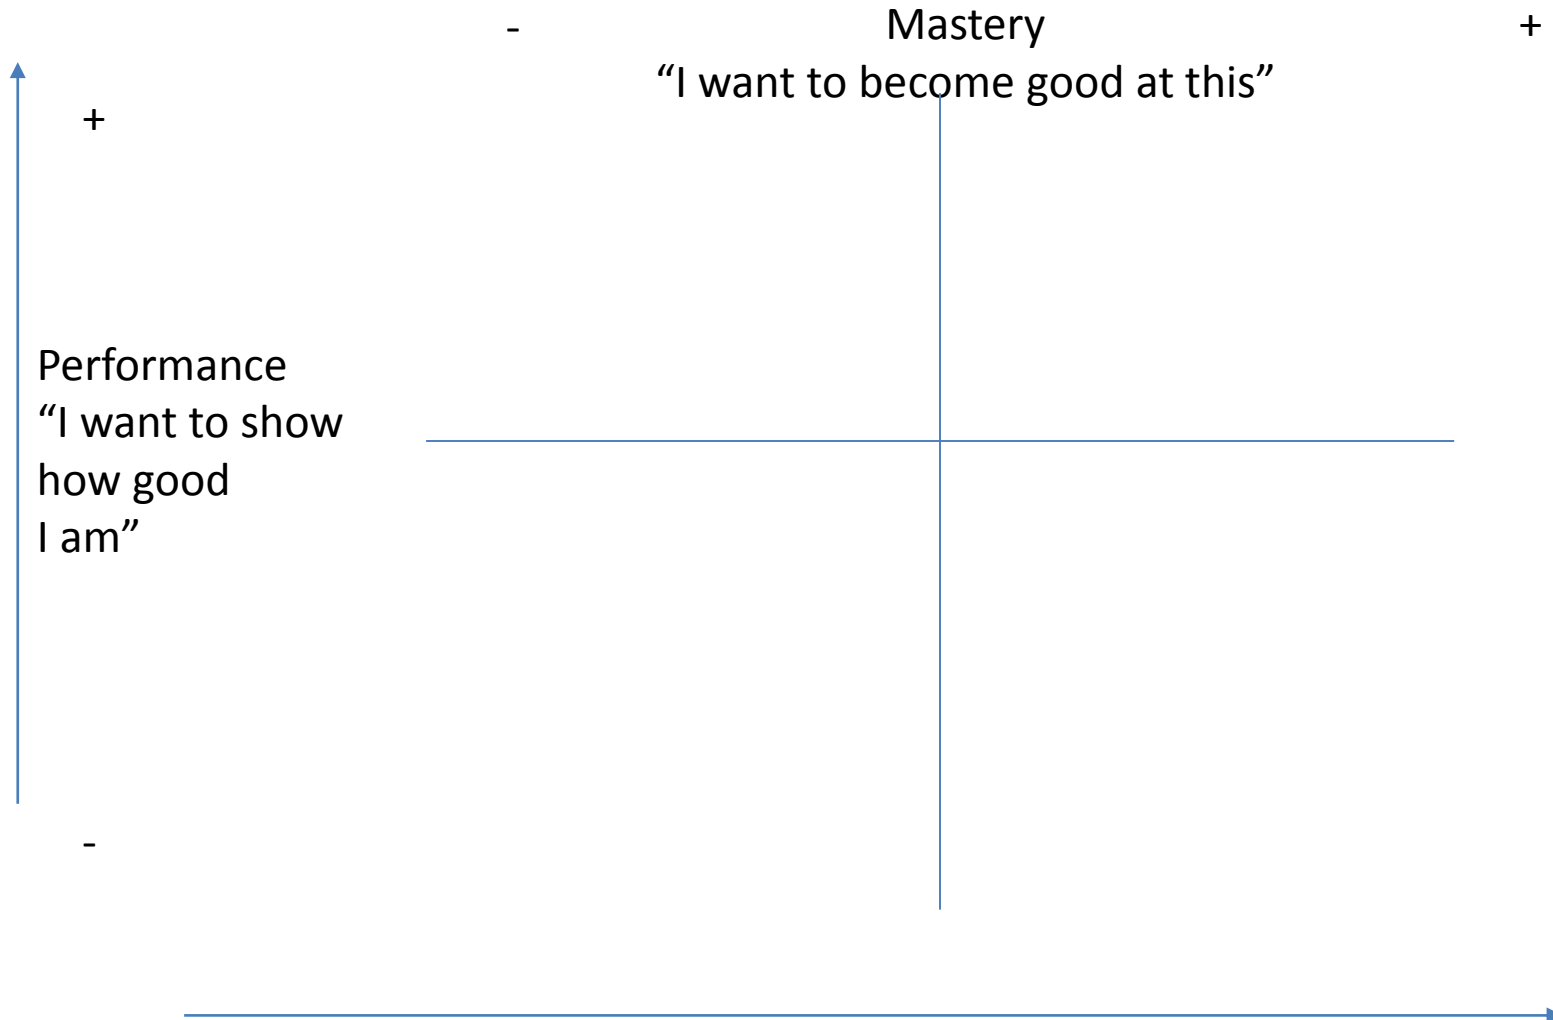 - Mastery +
“I want to become good at this”
+
Performance
“I want to show
how good
I am”
-